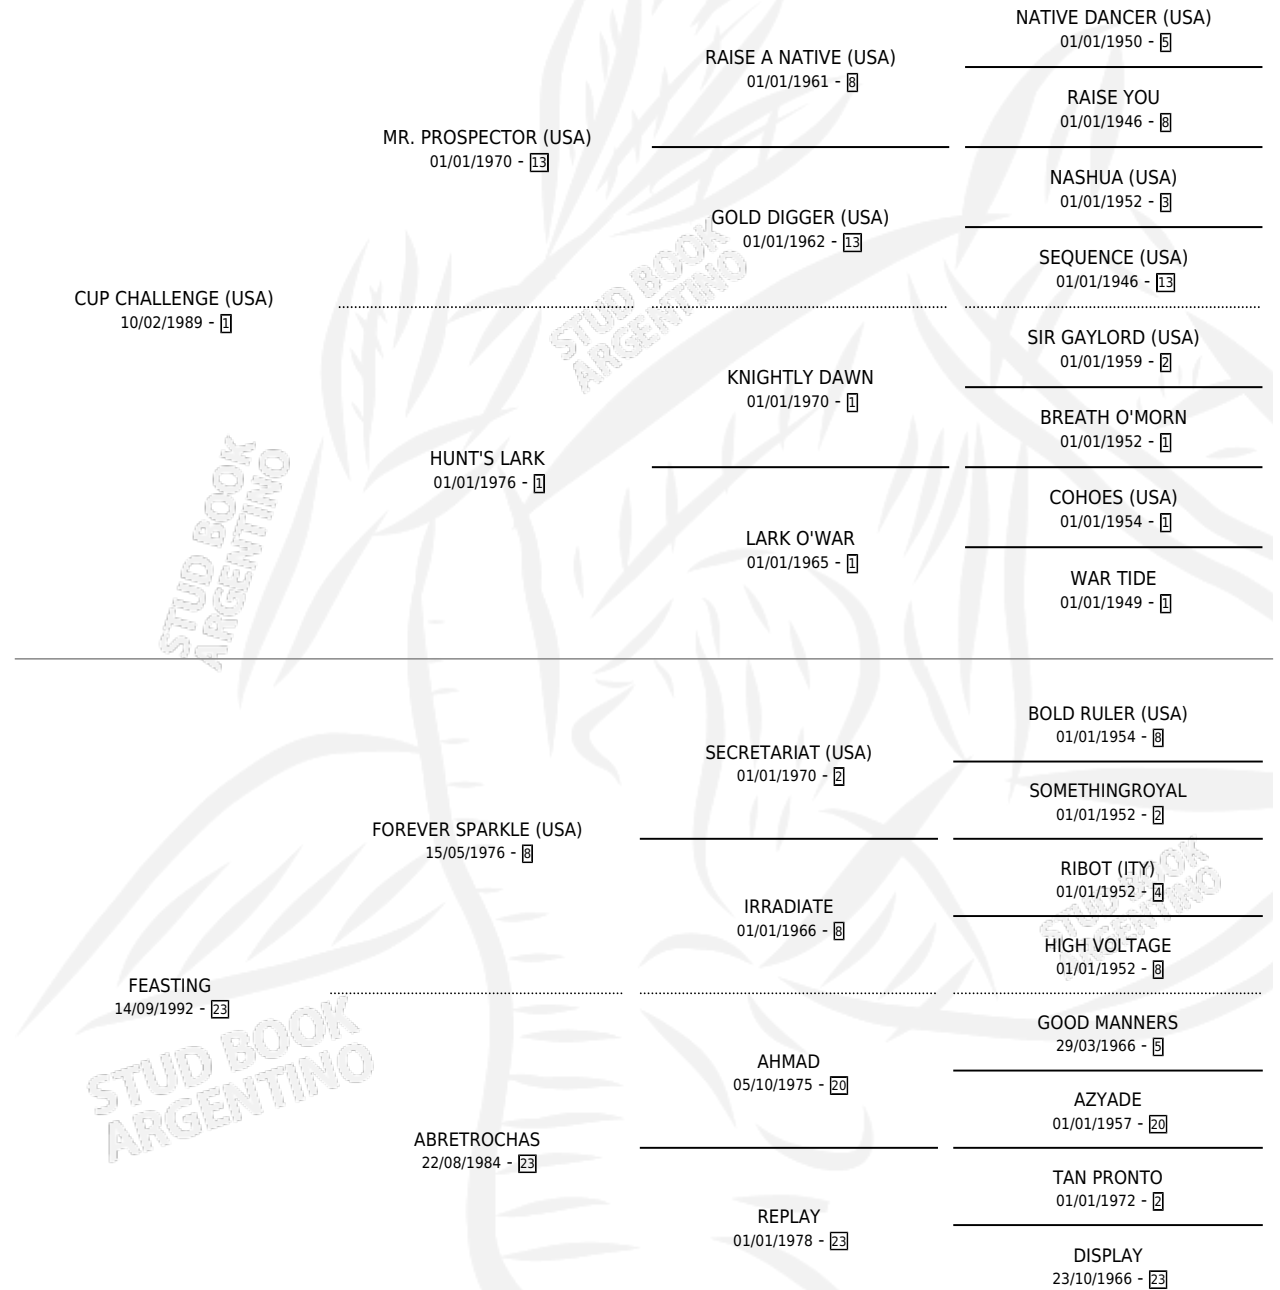 NATIVE DANCER (USA)
01/01/1950 - 5
RAISE A NATIVE (USA)
01/01/1961 - 8
RAISE YOU
01/01/1946 - 8
MR. PROSPECTOR (USA)
01/01/1970 - 13
NASHUA (USA)
01/01/1952 - 3
GOLD DIGGER (USA)
01/01/1962 - 13
SEQUENCE (USA)
01/01/1946 - 13
CUP CHALLENGE (USA)
10/02/1989 - 1
STUD BOOK
ARGENTINO
SIR GAYLORD (USA)
01/01/1959 - 2
KNIGHTLY DAWN
01/01/1970 - 1
BREATH O'MORN
01/01/1952 - 1
HUNT'S LARK
01/01/1976 - 1
COHOES (USA)
01/01/1954 - 1
LARK O'WAR
01/01/1965 - 1
WAR TIDE
01/01/1949 - 1
STUD BOOK
ARGENTINO
BOLD RULER (USA)
01/01/1954 - 8
SECRETARIAT (USA)
01/01/1970 - 2
SOMETHINGROYAL
01/01/1952 - 2
FOREVER SPARKLE (USA)
15/05/1976 - 8
RIBOT (ITY)
01/01/1952 - 4
IRRADIATE
01/01/1966 - 8
HIGH VOLTAGE
01/01/1952 - 8
STUD BOOK
ARGENTINO
FEASTING
14/09/1992 - 23
GOOD MANNERS
29/03/1966 - 5
AHMAD
05/10/1975 - 20
AZYADE
01/01/1957 - 20
STUD BOOK
ARGENTINO
ABRETROCHAS
22/08/1984 - 23
TAN PRONTO
01/01/1972 - 2
REPLAY
01/01/1978 - 23
DISPLAY
23/10/1966 - 23